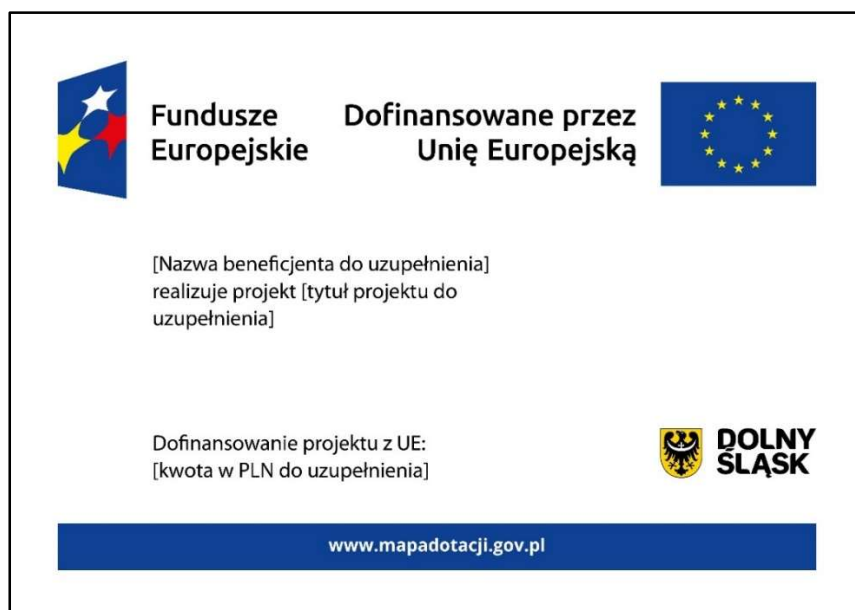 Fundusze
Europejskie
Dofinansowane przez
Unię Europejską
[Nazwa beneficjenta do uzupełnienia]
realizuje projekt [tytuł projektu do
uzupełnienia]
Dofinansowanie projektu z UE:
[kwota w PLN do uzupełnienia]
DOLNY
ŚLĄSK
www.mapadotacji.gov.pl